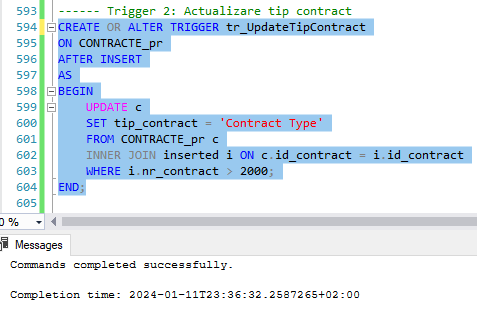 593 ------ Trigger 2: Actualizare tip contract
594 CREATE OR ALTER TRIGGER tr_UpdateTipContract
595 ON CONTRACTE_pr
596 AFTER INSERT
597 AS
598 BEGIN
599 UPDATE c
600 SET tip_contract = 'Contract Type'
601 FROM CONTRACTE_pr c
602 INNER JOIN inserted i ON c.id_contract = i.id_contract
603 WHERE i.nr_contract > 2000;
604 END;
605
0 %
Messages
Commands completed successfully.
Completion time: 2024-01-11T23:36:32.2587265+02:00